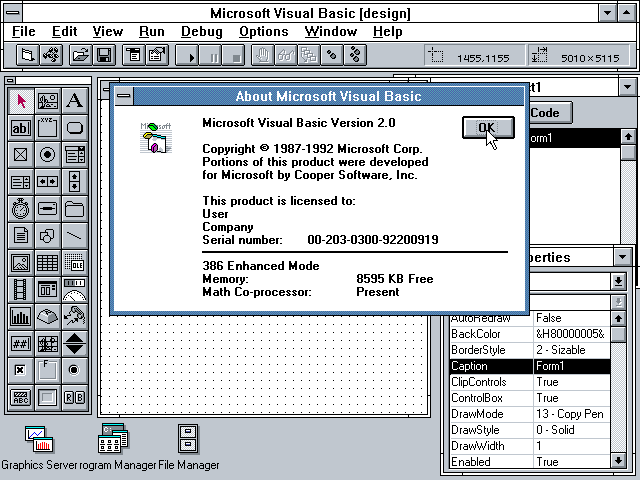 Microsoft Visual Basic [design]
File Edit View Run Debug Options Window Help
1455,1155 5010×5115
About Microsoft Visual Basic
Microsoft
Microsoft Visual Basic Version 2.0
OK
Copyright © 1987-1992 Microsoft Corp.
Portions of this product were developed
for Microsoft by Cooper Software, Inc.
This product is licensed to:
User
Company
Serial number: 00-203-0300-92200919
386 Enhanced Mode
Memory: 8595 KB Free
Math Co-processor: Present
Code
orm1
perties
AutoRedraw False
BackColor &H80000005&
BorderStyle 2 - Sizable
Caption Form1
ClipControls True
ControlBox True
DrawMode 13 - Copy Pen
DrawStyle 0 - Solid
DrawWidth 1
Enabled True
A
ab
xyz
OLE
##
F
ABC
R B
Graphics Server rogram Manager File Manager